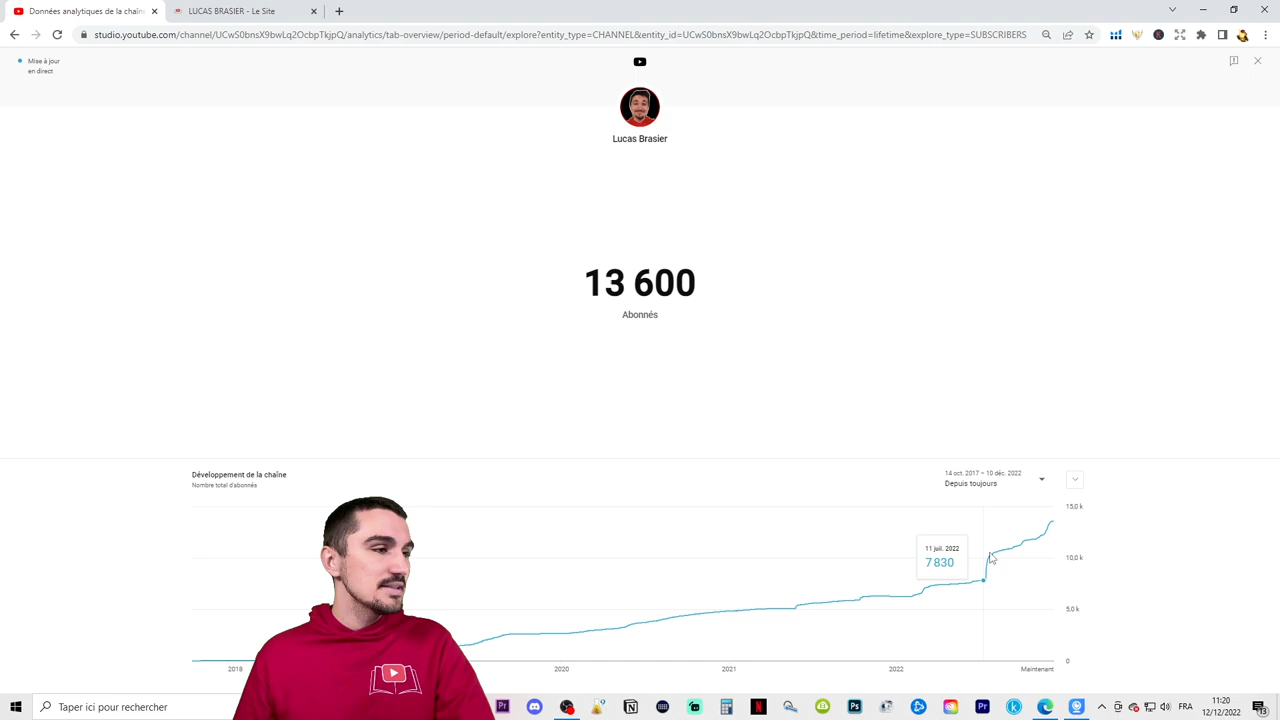 Données analytiques de la chaîn
LUCAS BRASIER - Le Site
studio.youtube.com/channel/UCwS0bnsX9bwLq2OcbpTkjpQ/analytics/tab-overview/period-default/explore?entity_type=CHANNEL&entity_id=UCwS0bnsX9bwLq2OcbpTkjpQ&time_period=lifetime&explore_type=SUBSCRIBERS
Mise à jour
en direct
Lucas Brasier
13 600
Abonnés
Développement de la chaîne
Nombre total d'abonnés
14 oct. 2017 – 10 déc. 2022
Depuis toujours
15,0 k
11 juil. 2022
7 830
10,0 k
5,0 k
0
2018
2020
2021
2022
Maintenant
Taper ici pour rechercher
FRA
11:20
12/12/2022